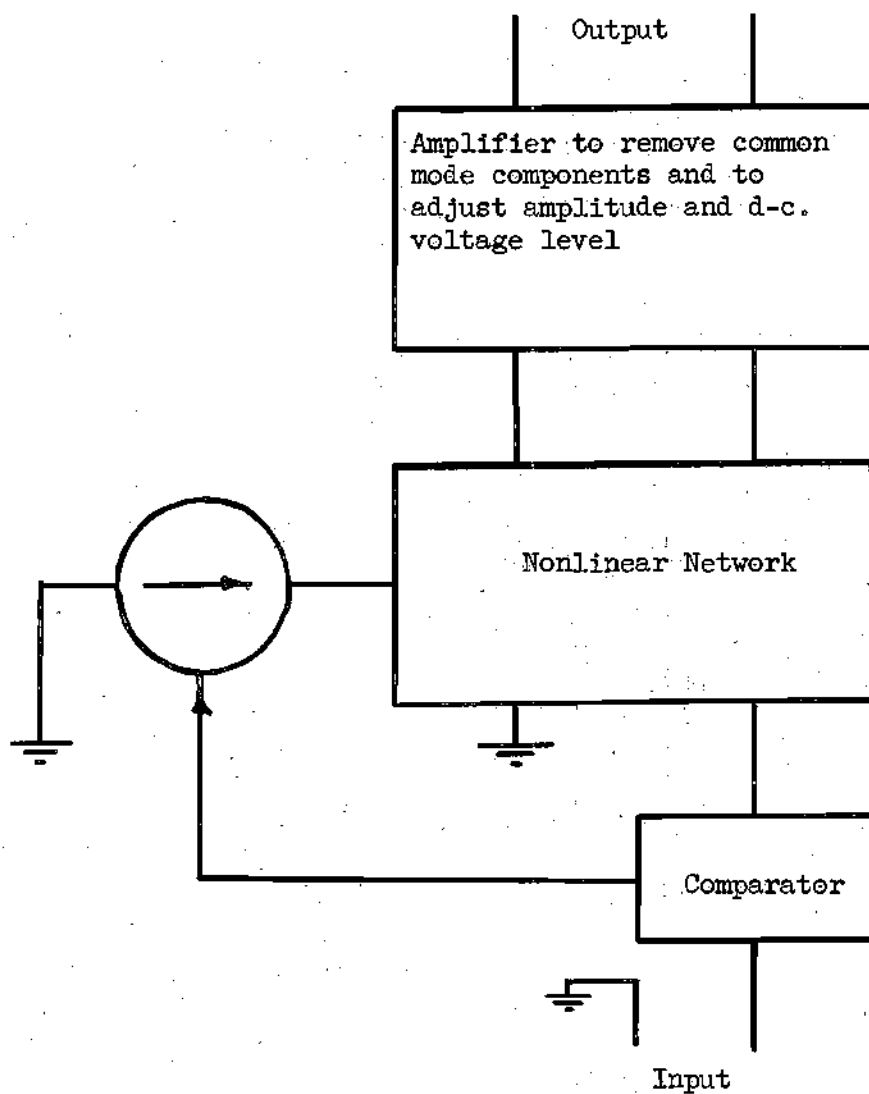 Output
Amplifier to remove common
mode components and to
adjust amplitude and d-c.
voltage level
Nonlinear Network
Comparator
Input